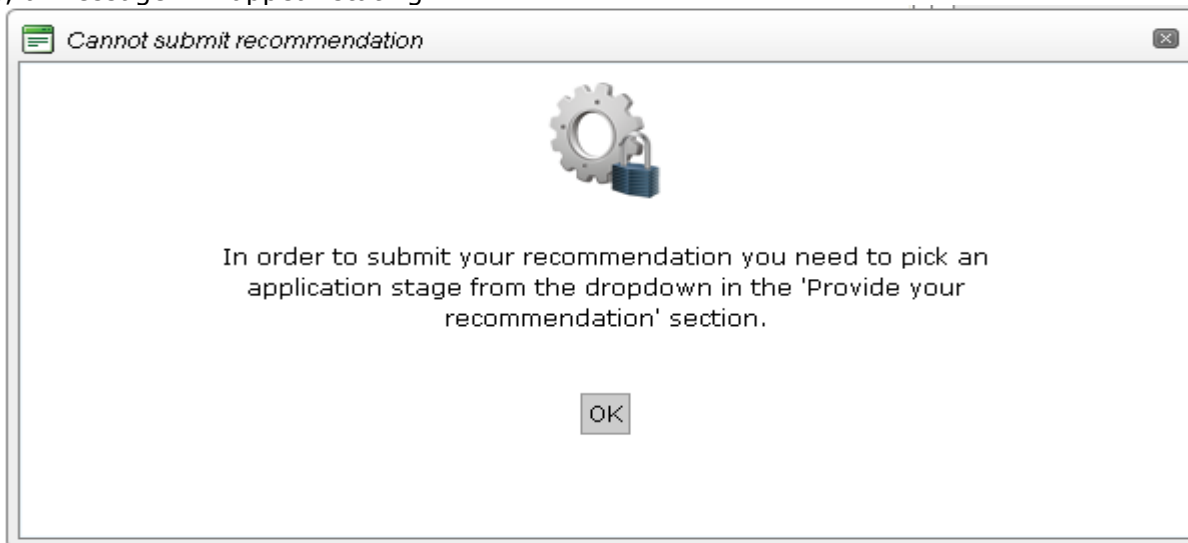 Cannot submit recommendation
In order to submit your recommendation you need to pick an
application stage from the dropdown in the 'Provide your
recommendation' section.
OK